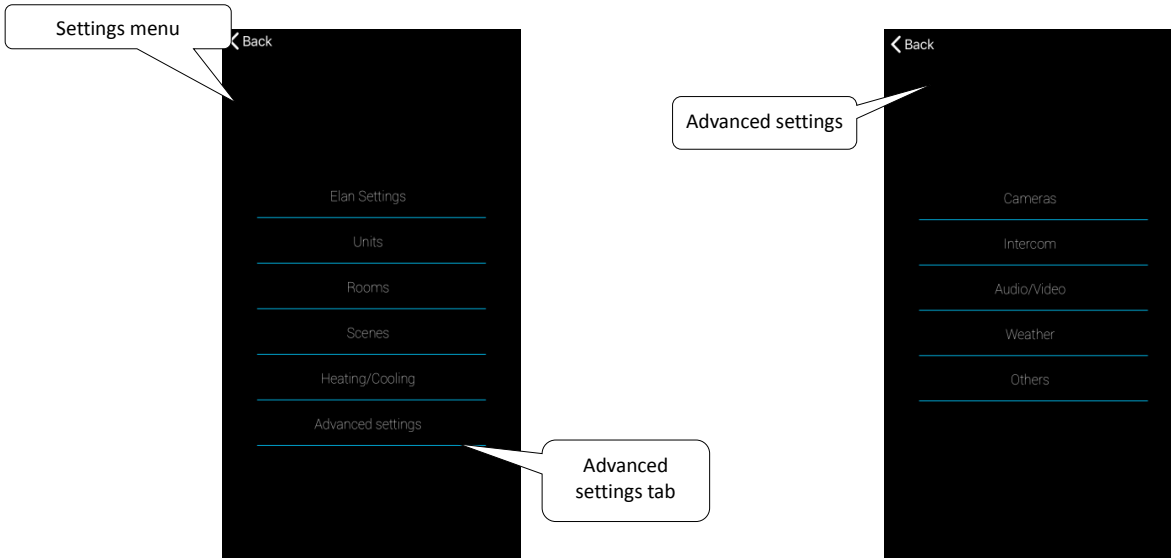 Settings menu
Back
Elan Settings
Units
Rooms
Scenes
Heating/Cooling
Advanced settings
Advanced
settings tab
Back
Advanced settings
Cameras
Intercom
Audio/Video
Weather
Others